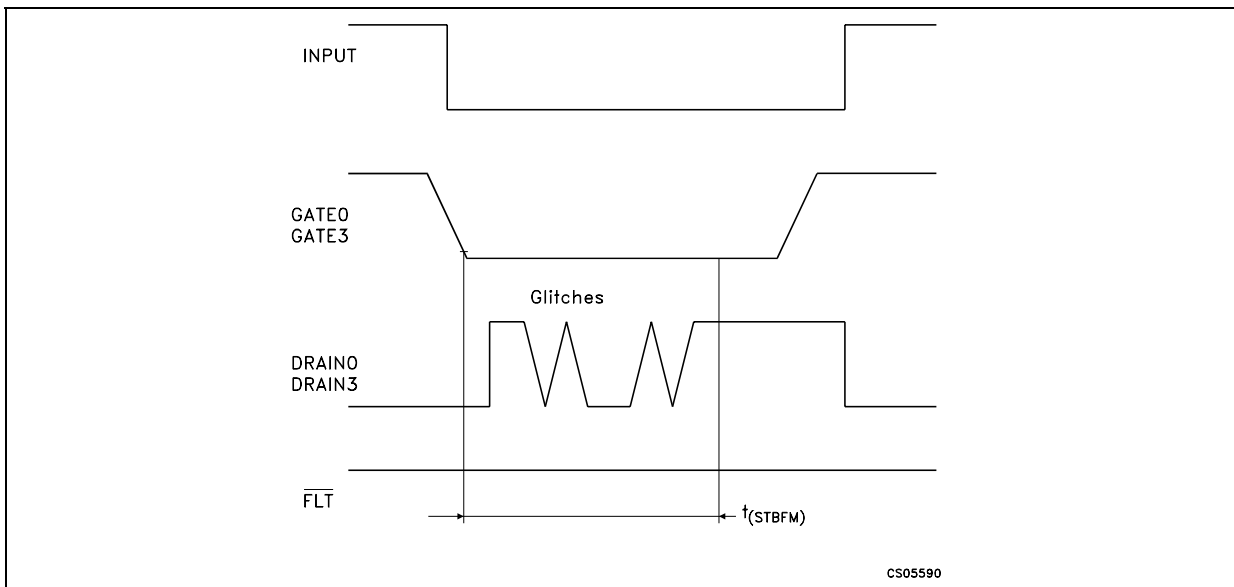 INPUT
GATE0
GATE3
Glitches
DRAIN0
DRAIN3
FLT
t(STBFM)
CS05590